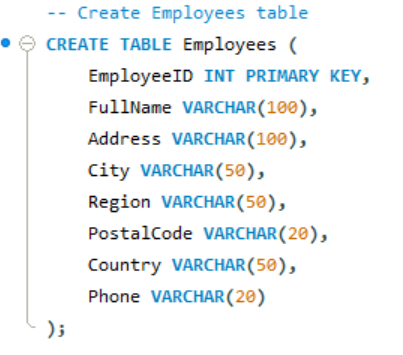 -- Create Employees table
CREATE TABLE Employees (
EmployeeID INT PRIMARY KEY,
FullName VARCHAR(100),
Address VARCHAR(100),
City VARCHAR(50),
Region VARCHAR(50),
PostalCode VARCHAR(20),
Country VARCHAR(50),
Phone VARCHAR(20)
);